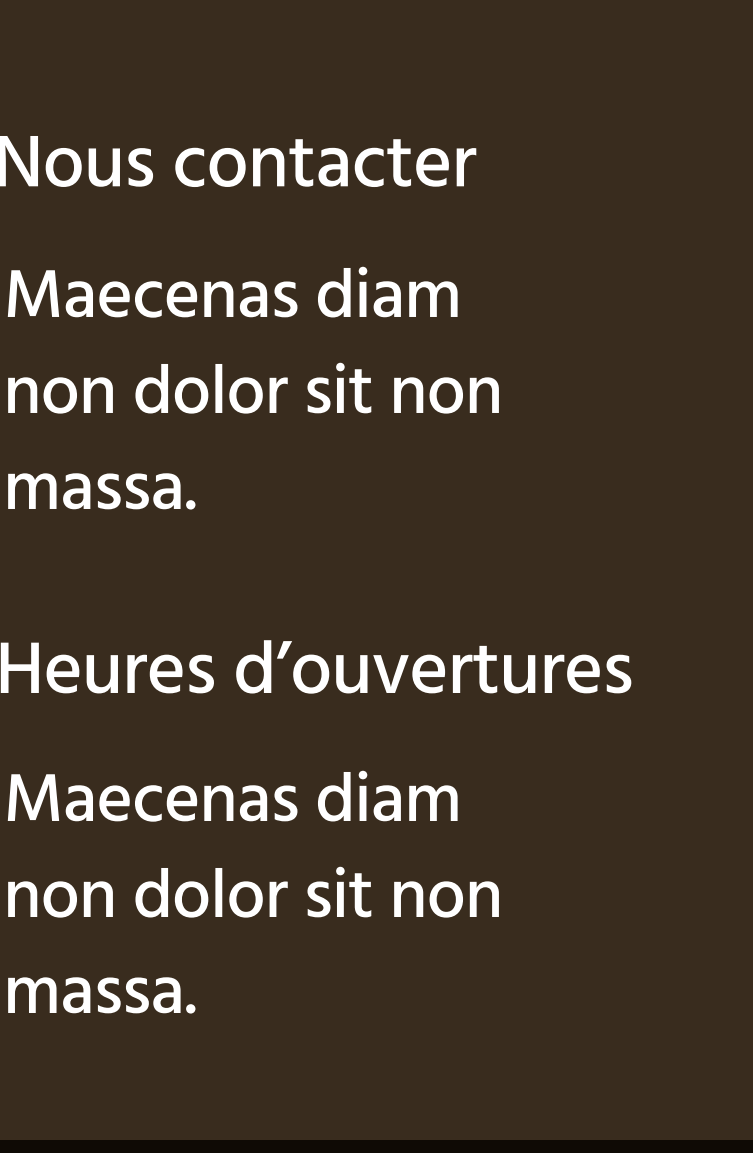 Nous contacter
Maecenas diam
non dolor sit non
massa.
Heures d’ouvertures
Maecenas diam
non dolor sit non
massa.